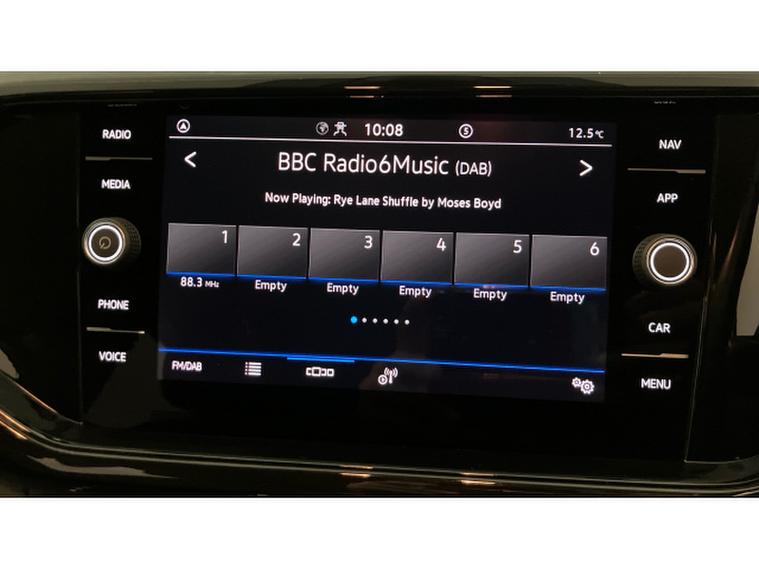 RADIO
MEDIA
PHONE
VOICE
10:08
5
12.5°C
BBC Radio6Music (DAB)
Now Playing: Rye Lane Shuffle by Moses Boyd
1 2 3 4 5 6
88.3 MHz Empty Empty Empty Empty Empty
FM/DAB
NAV
APP
CAR
MENU